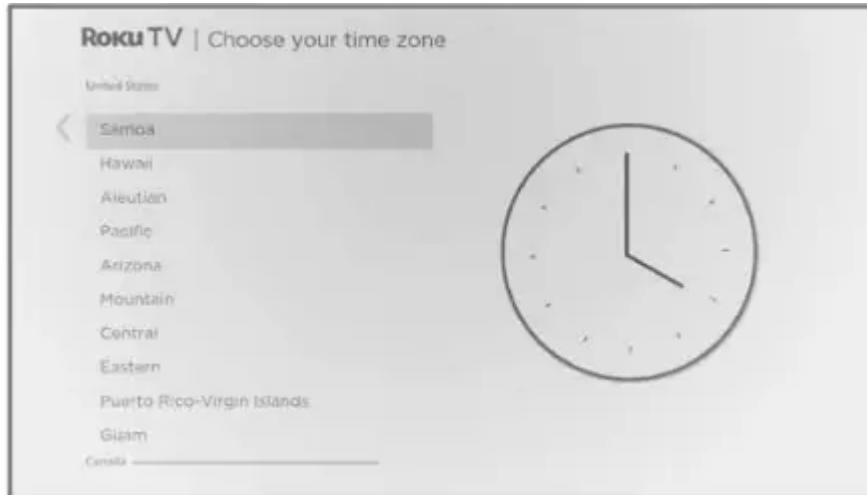 Roku TV | Choose your time zone
United States
Samoa
Hawaii
Aleutian
Pacific
Arizona
Mountain
Central
Eastern
Puerto Rico-Virgin Islands
Guam
Canada